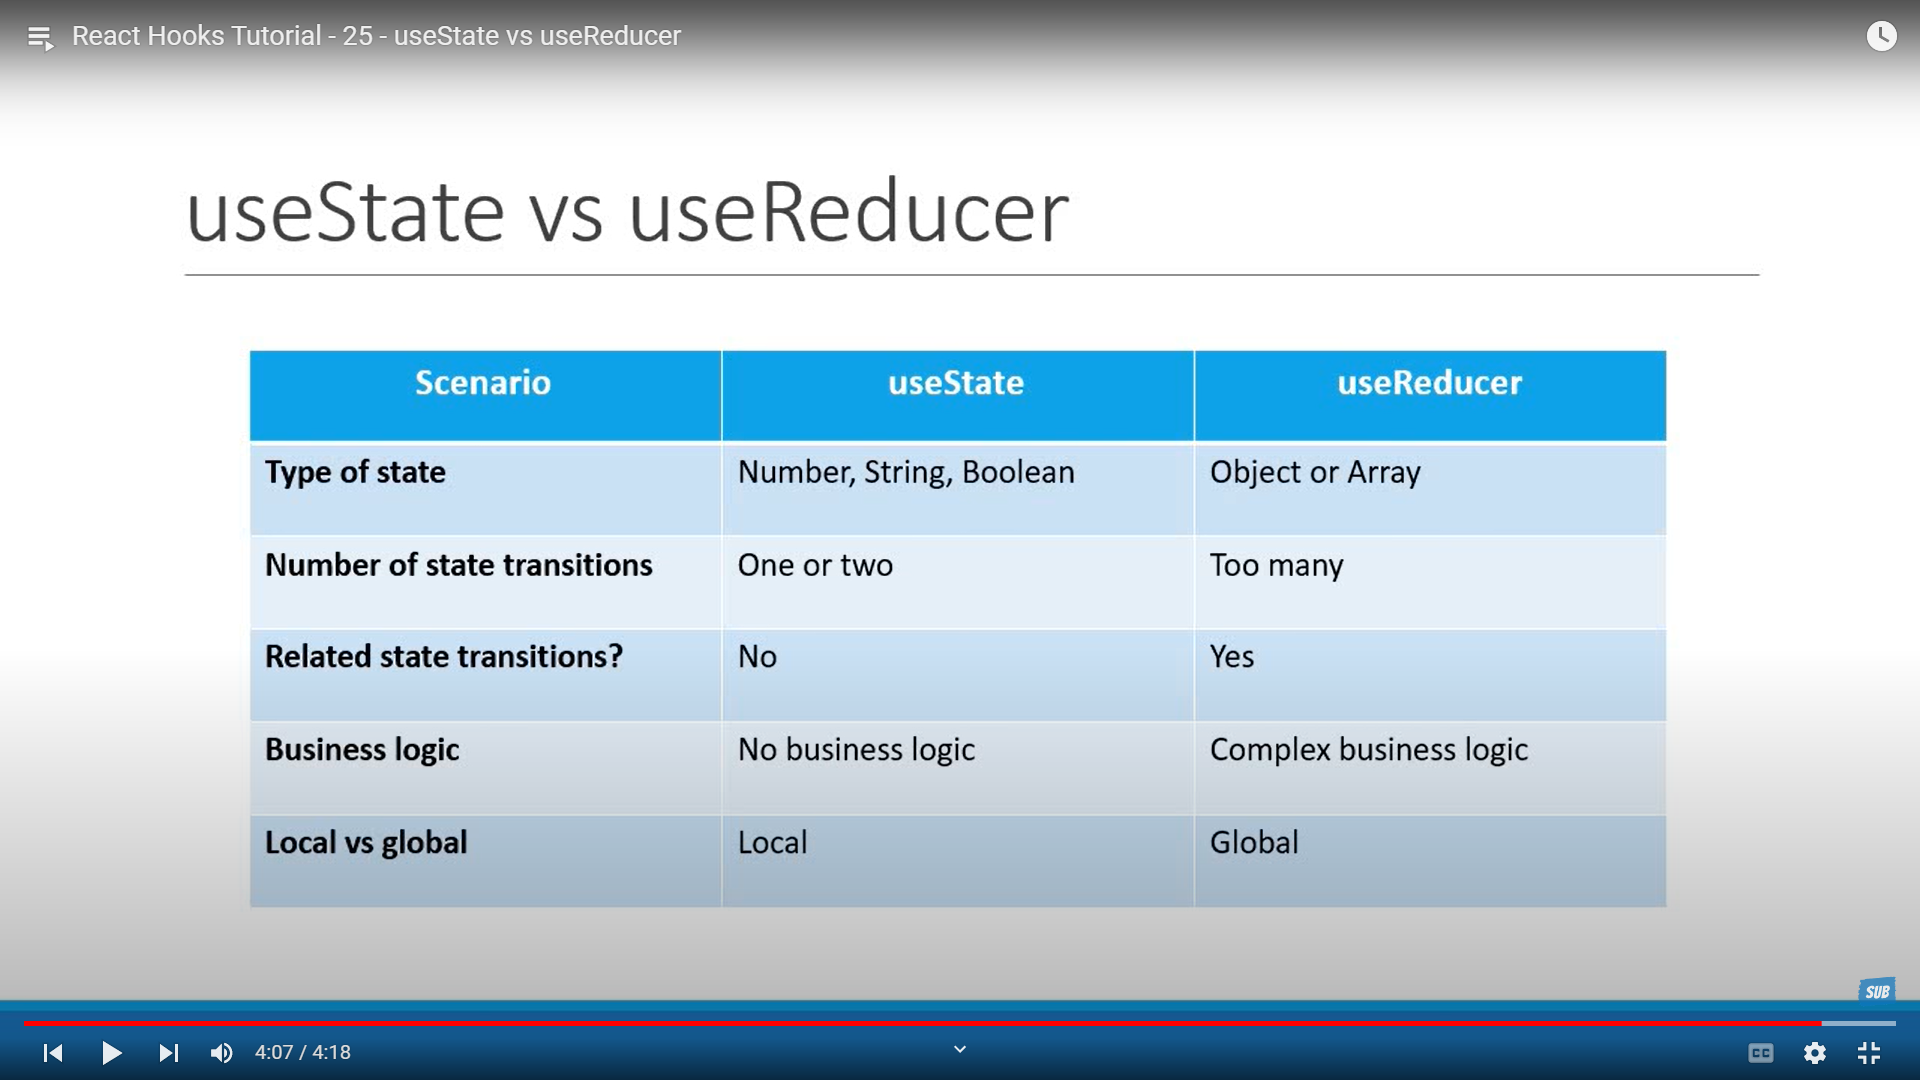 React Hooks Tutorial - 25 - useState vs useReducer
useState vs useReducer
Scenario useState useReducer
Type of state Number, String, Boolean Object or Array
Number of state transitions One or two Too many
Related state transitions? No Yes
Business logic No business logic Complex business logic
Local vs global Local Global
SUB
4:07 / 4:18 CC